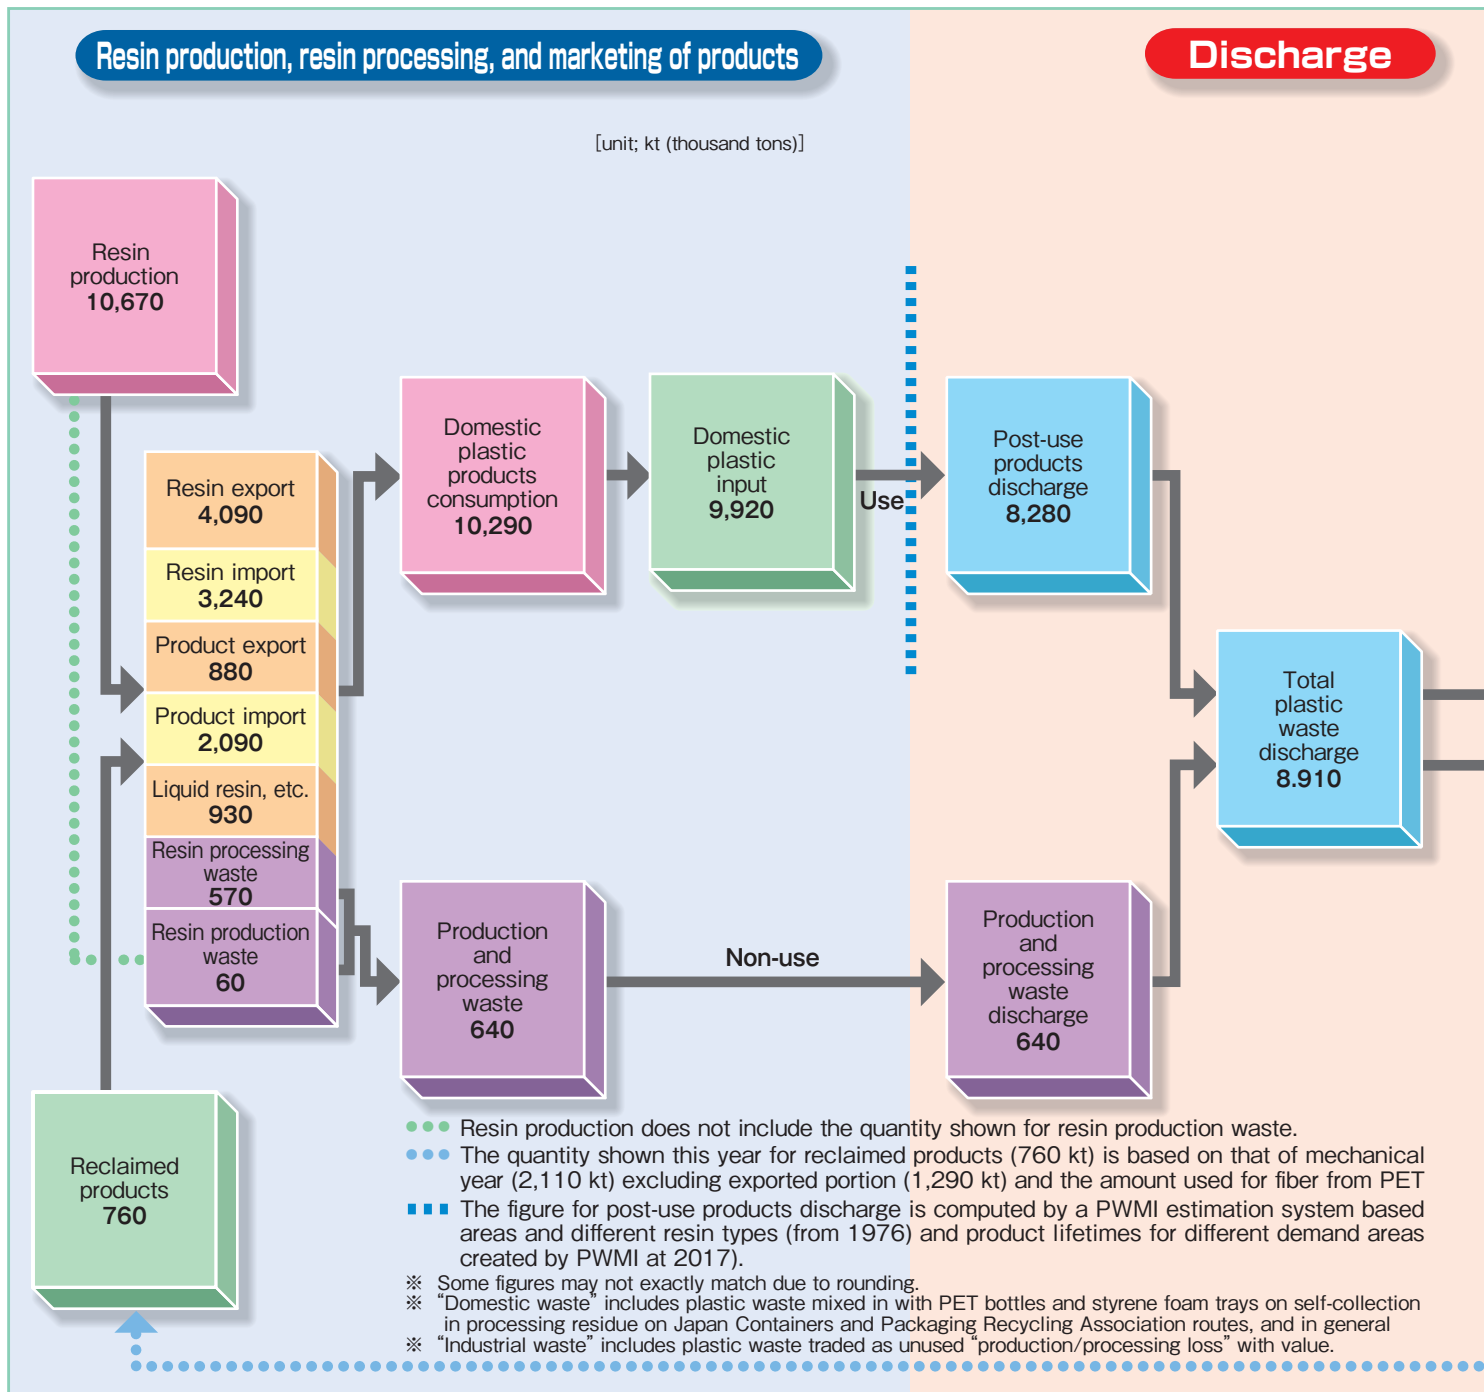 Resin production, resin processing, and marketing of products
Discharge
[unit; kt (thousand tons)]
Resin
production
10,670
Resin export
4,090
Resin import
3,240
Product export
880
Product import
2,090
Liquid resin, etc.
930
Resin processing
waste
570
Resin production
waste
60
Reclaimed
products
760
Domestic
plastic
products
consumption
10,290
Domestic
plastic
input
9,920
Use
Post-use
products
discharge
8,280
Total
plastic
waste
discharge
8.910
Production
and
processing
waste
640
Non-use
Production
and
processing
waste
discharge
640
Resin production does not include the quantity shown for resin production waste.
The quantity shown this year for reclaimed products (760 kt) is based on that of mechanical
year (2,110 kt) excluding exported portion (1,290 kt) and the amount used for fiber from PET
The figure for post-use products discharge is computed by a PWMI estimation system based
areas and different resin types (from 1976) and product lifetimes for different demand areas
created by PWMI at 2017).
※ Some figures may not exactly match due to rounding.
※ “Domestic waste” includes plastic waste mixed in with PET bottles and styrene foam trays on self-collection
in processing residue on Japan Containers and Packaging Recycling Association routes, and in general
※ “Industrial waste” includes plastic waste traded as unused “production/processing loss” with value.